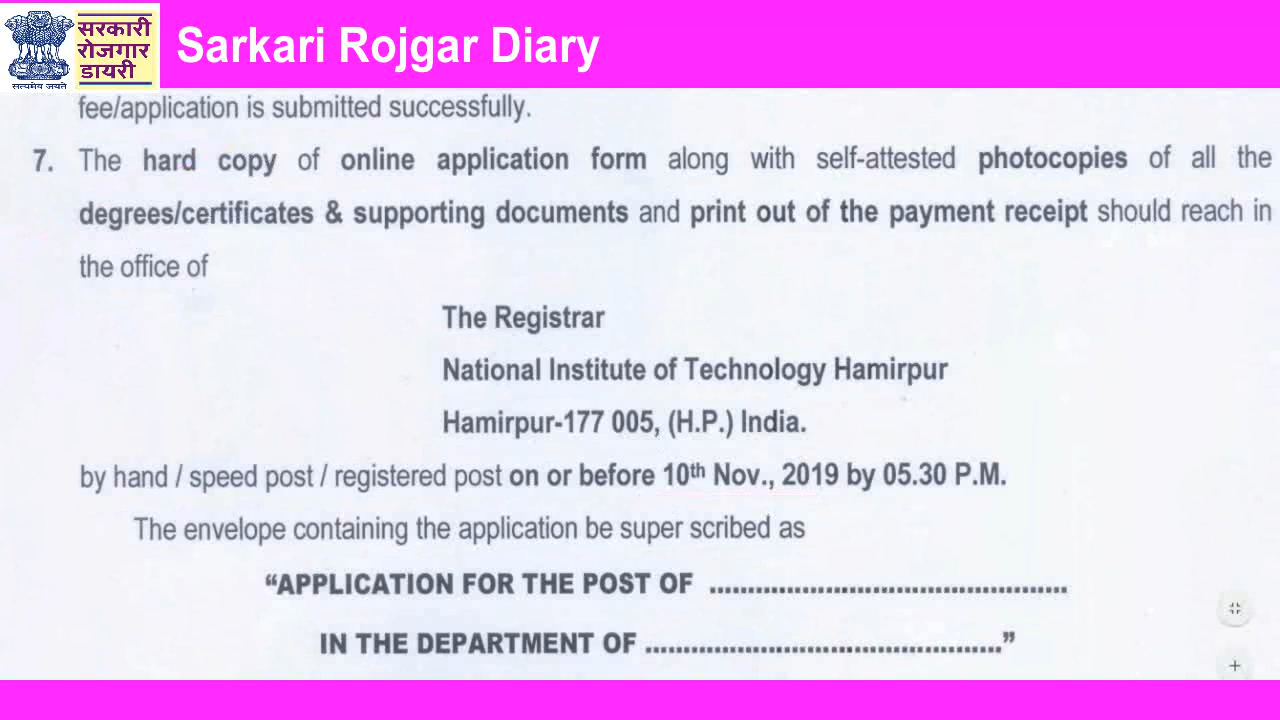 सरकारी
रोजगार
डायरी
सत्यमेव जयते
Sarkari Rojgar Diary
fee/application is submitted successfully.
7. The hard copy of online application form along with self-attested photocopies of all the
degrees/certificates & supporting documents and print out of the payment receipt should reach in
the office of
The Registrar
National Institute of Technology Hamirpur
Hamirpur-177 005, (H.P.) India.
by hand / speed post / registered post on or before 10th Nov., 2019 by 05.30 P.M.
The envelope containing the application be super scribed as
“APPLICATION FOR THE POST OF ...............................................
IN THE DEPARTMENT OF ...............................................”